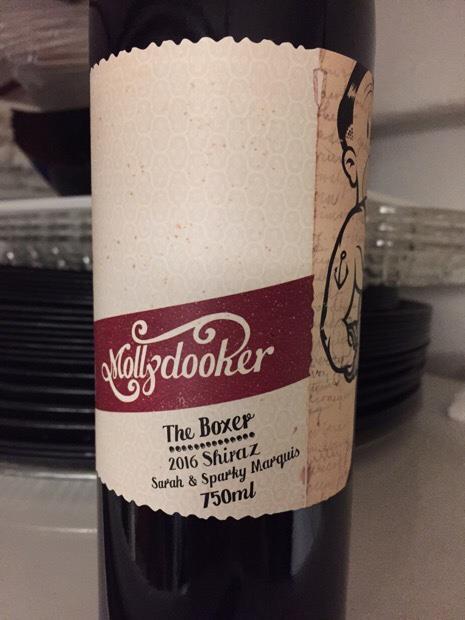 Mollydooker
The Boxer
2016 Shiraz
Sarah & Sparky Marquis
750ml